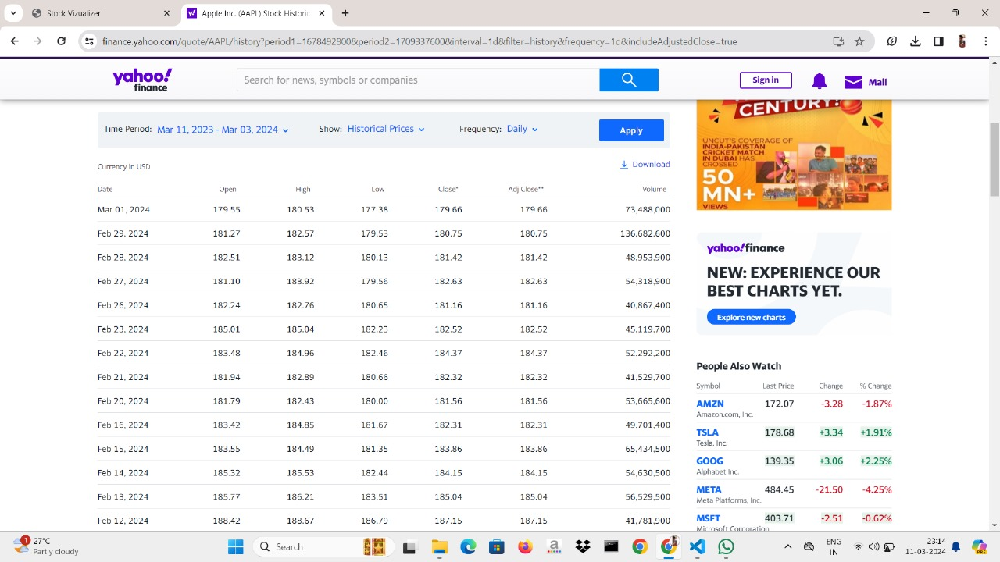 Stock Vizualizer
Apple Inc. (AAPL) Stock Historic
finance.yahoo.com/quote/AAPL/history?period1=1678492800&period2=1709337600&interval=1d&filter=history&frequency=1d&includeAdjustedClose=true
yahoo!
finance
Search for news, symbols or companies
Sign in
Mail
Time Period: Mar 11, 2023 - Mar 03, 2024
Show: Historical Prices
Frequency: Daily
Apply
Currency in USD
Download
Date Open High Low Close* Adj Close** Volume
Mar 01, 2024 179.55 180.53 177.38 179.66 179.66 73,488,000
Feb 29, 2024 181.27 182.57 179.53 180.75 180.75 136,682,600
Feb 28, 2024 182.51 183.12 180.13 181.42 181.42 48,953,900
Feb 27, 2024 181.10 183.92 179.56 182.63 182.63 54,318,900
Feb 26, 2024 182.24 182.76 180.65 181.16 181.16 40,867,400
Feb 23, 2024 185.01 185.04 182.23 182.52 182.52 45,119,700
Feb 22, 2024 183.48 184.96 182.46 184.37 184.37 52,292,200
Feb 21, 2024 181.94 182.89 180.66 182.32 182.32 41,529,700
Feb 20, 2024 181.79 182.43 180.00 181.56 181.56 53,665,600
Feb 16, 2024 183.42 184.85 181.67 182.31 182.31 49,701,400
Feb 15, 2024 183.55 184.49 181.35 183.86 183.86 65,434,500
Feb 14, 2024 185.32 185.53 182.44 184.15 184.15 54,630,500
Feb 13, 2024 185.77 186.21 183.51 185.04 185.04 56,529,500
Feb 12, 2024 188.42 188.67 186.79 187.15 187.15 41,781,900
CENTURY!
UNCUT'S COVERAGE OF
INDIA-PAKISTAN
CRICKET MATCH
IN DUBAI HAS
CROSSED
50
MN+
VIEWS
yahoo!finance
NEW: EXPERIENCE OUR
BEST CHARTS YET.
Explore new charts
People Also Watch
Symbol Last Price Change % Change
AMZN 172.07 -3.28 -1.87%
Amazon.com, Inc.
TSLA 178.68 +3.34 +1.91%
Tesla, Inc.
GOOG 139.35 +3.06 +2.25%
Alphabet Inc.
META 484.45 -21.50 -4.25%
Meta Platforms, Inc.
MSFT 403.71 -2.51 -0.62%
Microsoft Corporation
1
27°C
Partly cloudy
Search
a
ENG
IN
23:14
11-03-2024
PRE